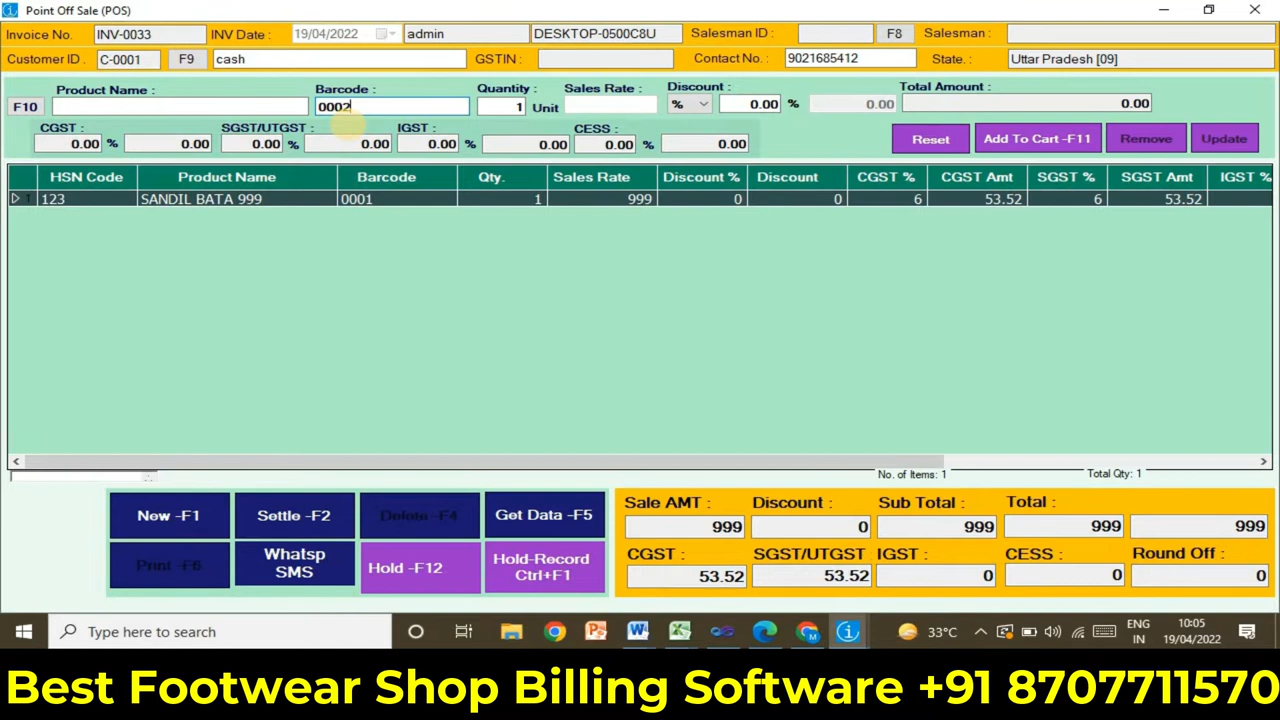 Point Off Sale (POS)
Invoice No. INV-0033 INV Date : 19/04/2022 admin DESKTOP-0500C8U Salesman ID : F8 Salesman :
Customer ID . C-0001 F9 cash GSTIN : Contact No. : 9021685412 State. : Uttar Pradesh [09]
Product Name : Barcode : Quantity : Sales Rate : Discount : Total Amount :
F10 0002 1 Unit % 0.00 % 0.00 0.00
CGST : SGST/UTGST : IGST : CESS :
0.00 % 0.00 0.00 % 0.00 0.00 % 0.00 0.00 % 0.00 Reset Add To Cart -F11 Remove Update
HSN Code Product Name Barcode Qty. Sales Rate Discount % Discount CGST % CGST Amt SGST % SGST Amt IGST %
1 123 SANDIL BATA 999 0001 1 999 0 0 6 53.52 6 53.52
No. of Items: 1 Total Qty: 1
New -F1 Settle -F2 Delete -F4 Get Data -F5
Print -F6 Whatsp SMS Hold -F12 Hold-Record Ctrl+F1
Sale AMT : Discount : Sub Total : Total :
999 0 999 999 999
CGST : SGST/UTGST IGST : CESS : Round Off :
53.52 53.52 0 0 0
Type here to search 33°C ENG IN 10:05 19/04/2022
Best Footwear Shop Billing Software +91 8707711570